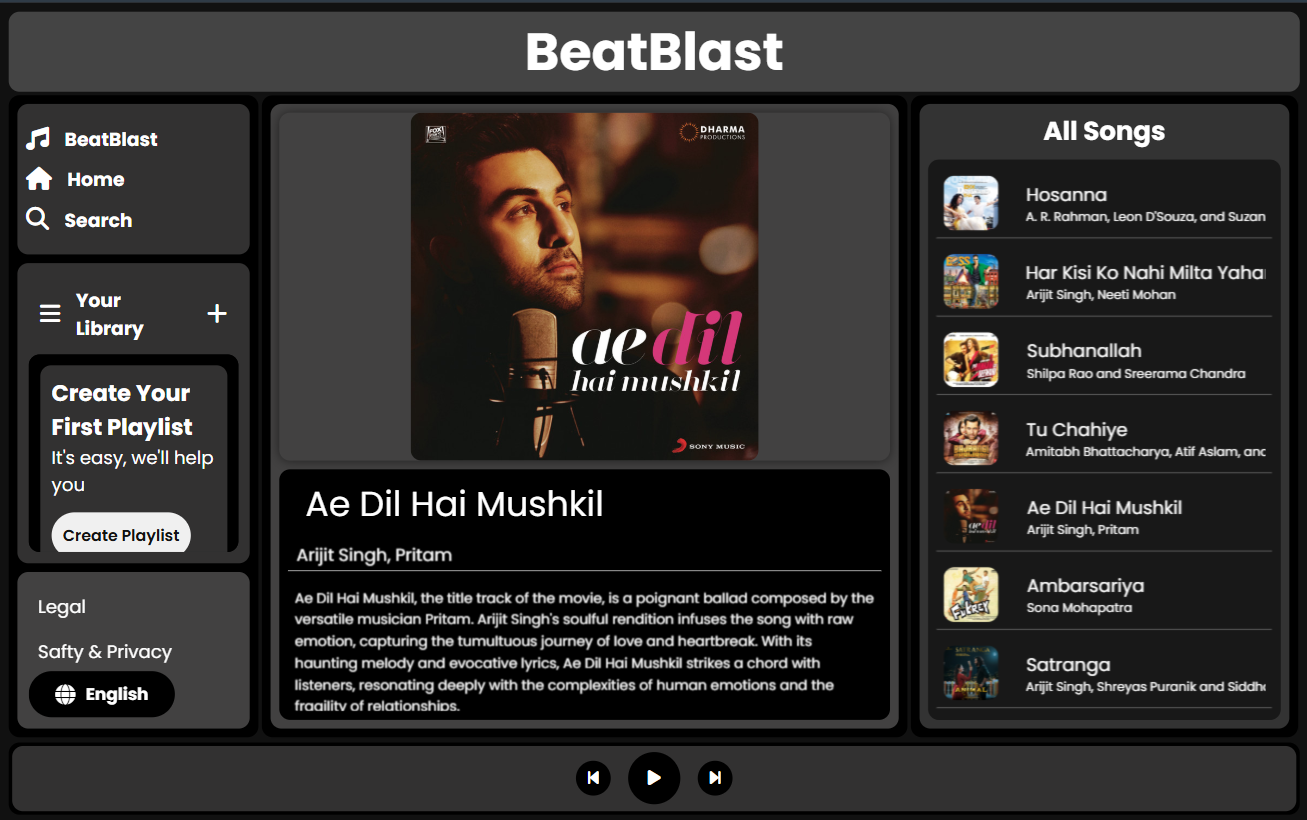 BeatBlast
BeatBlast
Home
Search
Your
Library
Create Your
First Playlist
It's easy, we'll help
you
Create Playlist
Legal
Safty & Privacy
English
FOX
DHARMA
PRODUCTIONS
ae dil
hai mushkil
SONY MUSIC
Ae Dil Hai Mushkil
Arijit Singh, Pritam
Ae Dil Hai Mushkil, the title track of the movie, is a poignant ballad composed by the
versatile musician Pritam. Arijit Singh's soulful rendition infuses the song with raw
emotion, capturing the tumultuous journey of love and heartbreak. With its
haunting melody and evocative lyrics, Ae Dil Hai Mushkil strikes a chord with
listeners, resonating deeply with the complexities of human emotions and the
fragility of relationships.
All Songs
Hosanna
A. R. Rahman, Leon D'Souza, and Suzan
Har Kisi Ko Nahi Milta Yaha
Arijit Singh, Neeti Mohan
Subhanallah
Shilpa Rao and Sreerama Chandra
Tu Chahiye
Amitabh Bhattacharya, Atif Aslam, and
Ae Dil Hai Mushkil
Arijit Singh, Pritam
ae dil
FUKREY
Ambarsariya
Sona Mohapatra
SATRANGA
ANIMAL
Satranga
Arijit Singh, Shreyas Puranik and Siddh